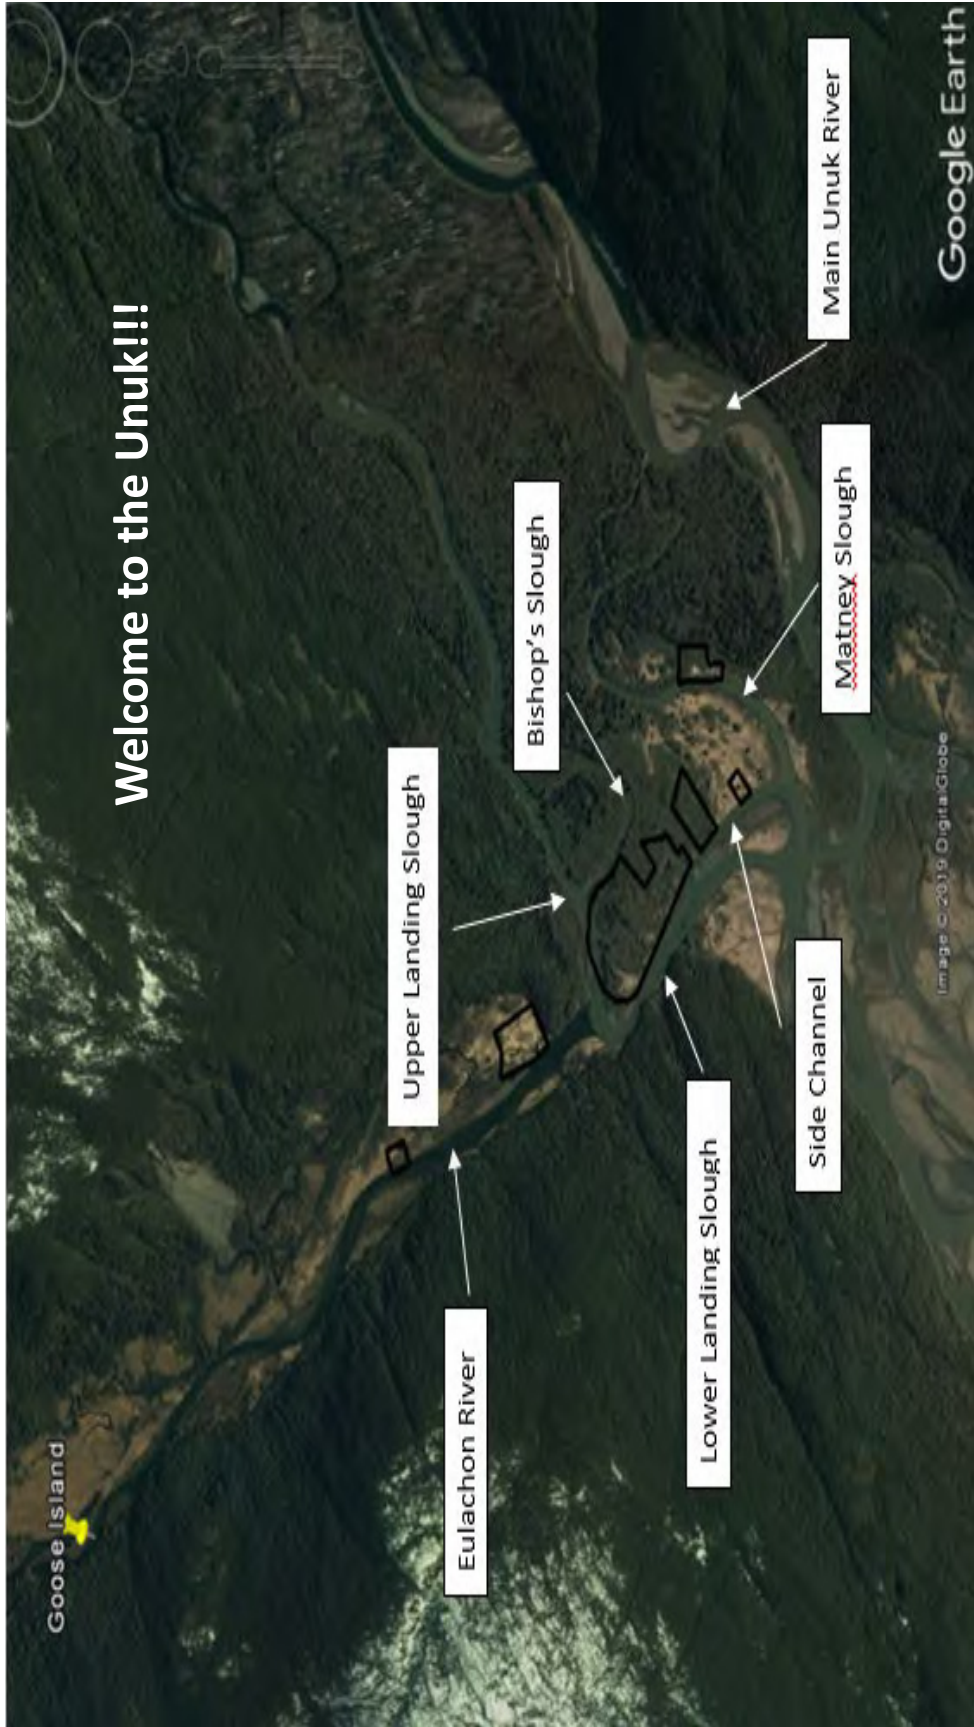 Welcome to the Unuk!!!
Goose Island
Upper Landing Slough
Bishop's Slough
Eulachon River
Lower Landing Slough
Side Channel
Matney Slough
Main Unuk River
Image © 2019 DigitalGlobe
Google Earth